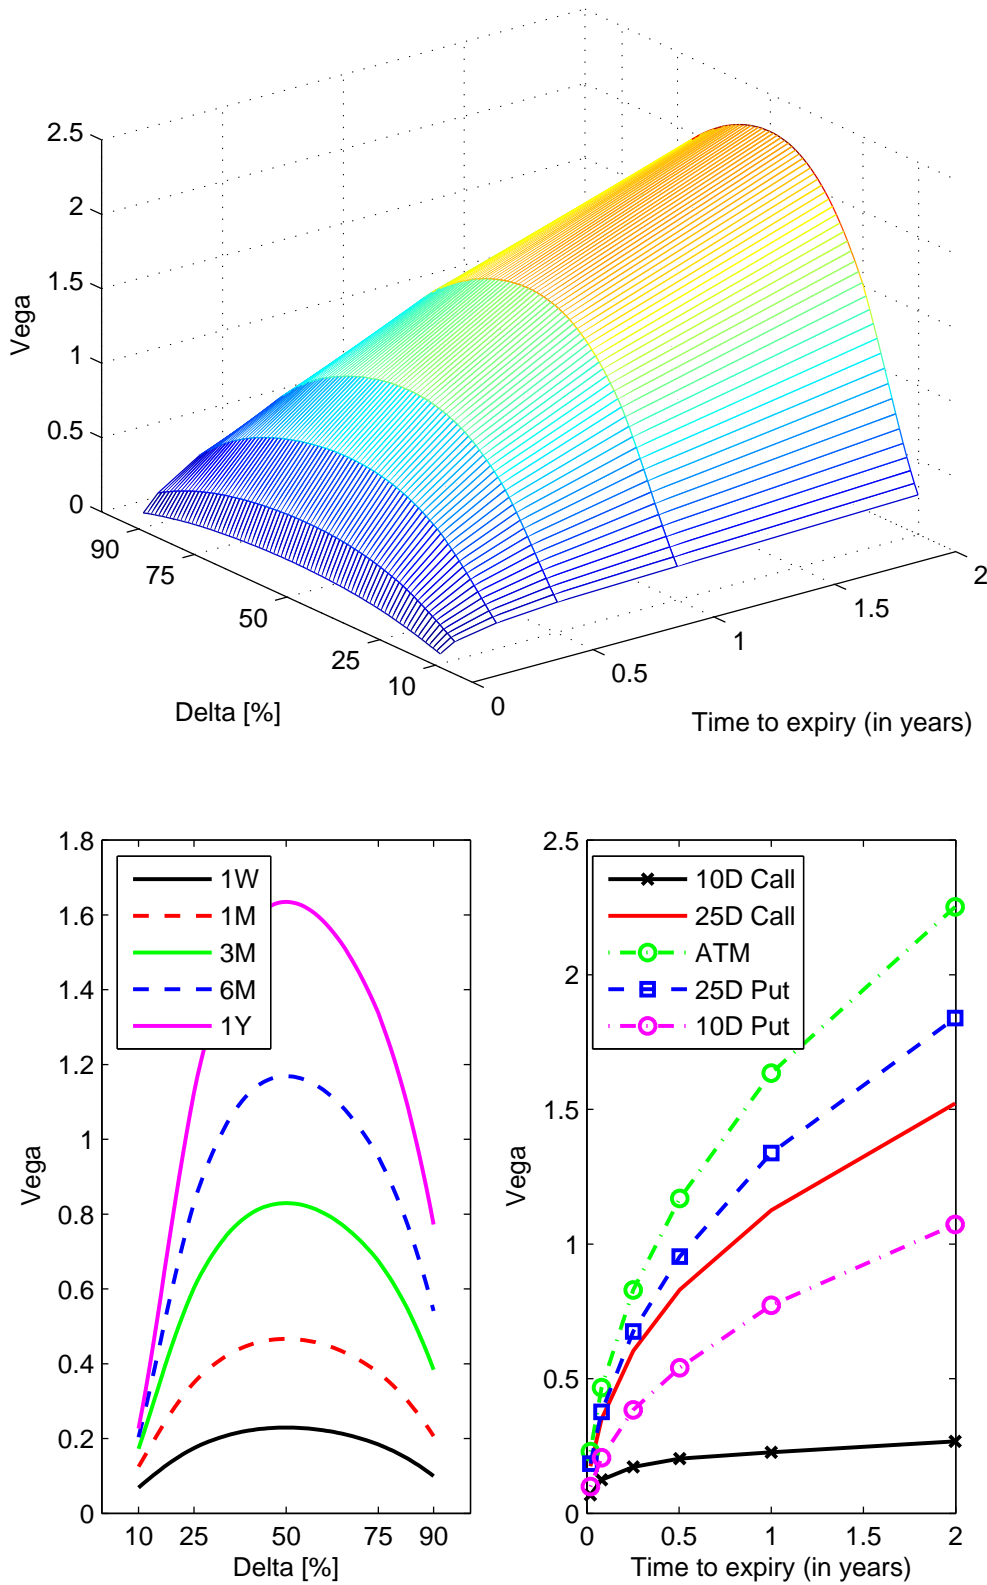 2.5
2
1.5
1
0.5
0
Vega
90
75
50
25
10
Delta [%]
0
0.5
1
1.5
2
Time to expiry (in years)
1.8
1.6
1.4
1.2
1
0.8
0.6
0.4
0.2
0
Vega
1W
1M
3M
6M
1Y
10 25 50 75 90
Delta [%]
2.5
2
1.5
1
0.5
0
Vega
10D Call
25D Call
ATM
25D Put
10D Put
0 0.5 1 1.5 2
Time to expiry (in years)